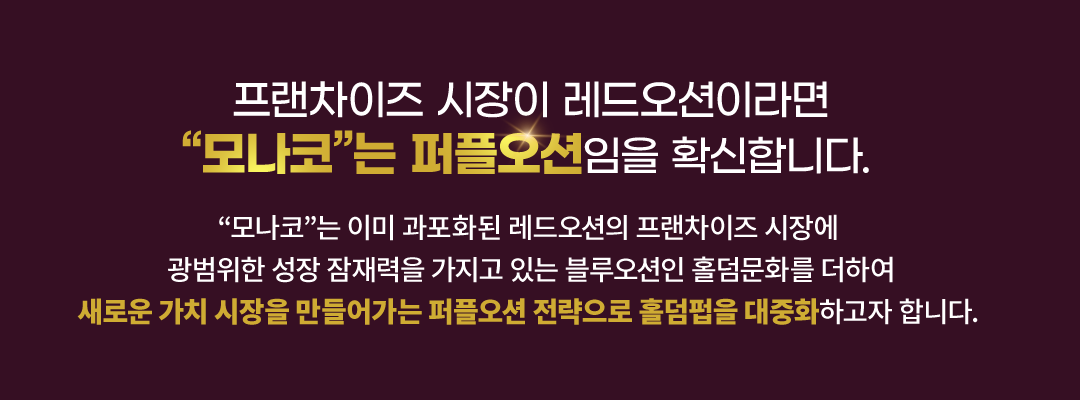 프랜차이즈 시장이 레드오션이라면
“모나코”는 퍼플오션임을 확신합니다.
“모나코”는 이미 과포화된 레드오션의 프랜차이즈 시장에
광범위한 성장 잠재력을 가지고 있는 블루오션인 홀덤문화를 더하여
새로운 가치 시장을 만들어가는 퍼플오션 전략으로 홀덤펍을 대중화하고자 합니다.